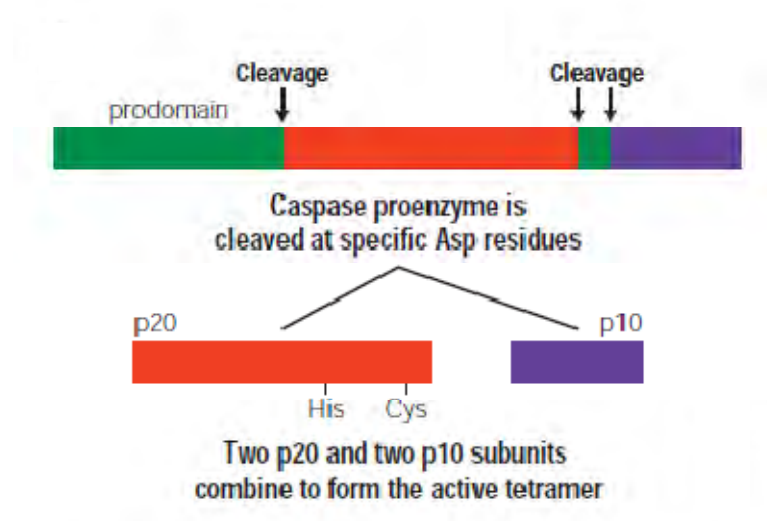 Cleavage Cleavage
prodomain
Caspase proenzyme is
cleaved at specific Asp residues
p20 p10
His Cys
Two p20 and two p10 subunits
combine to form the active tetramer